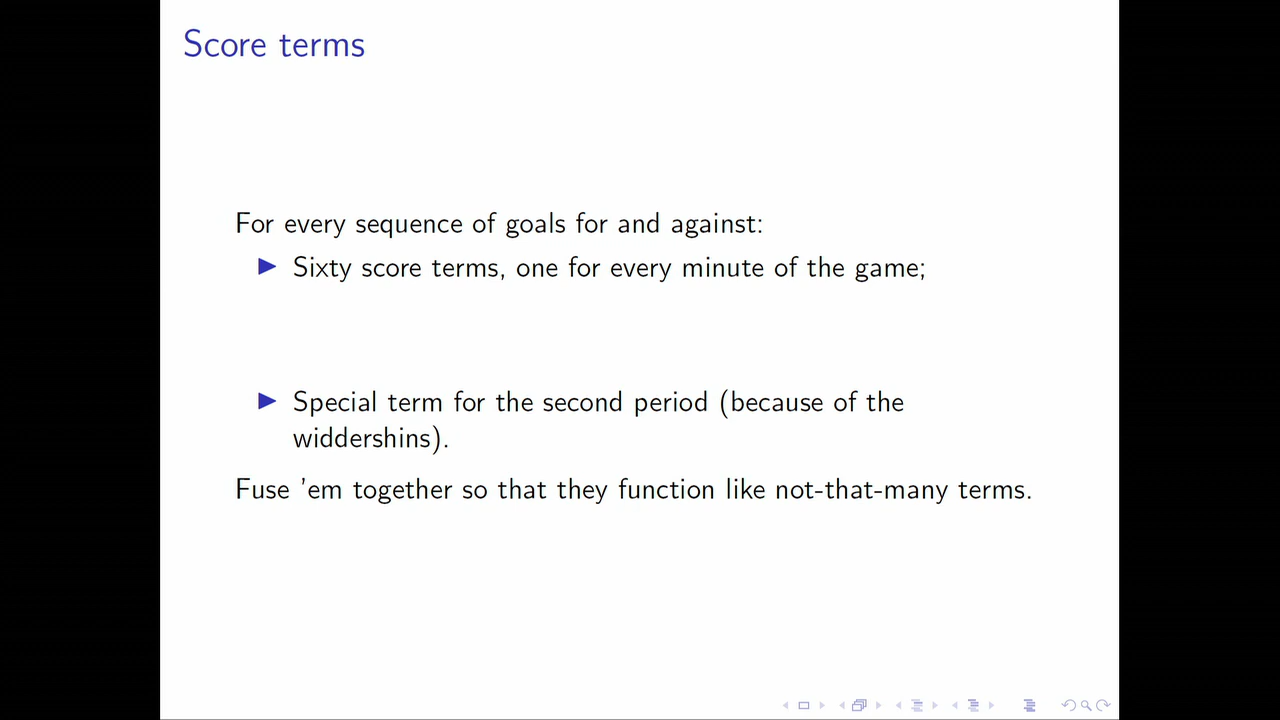 Score terms
For every sequence of goals for and against:
Sixty score terms, one for every minute of the game;
Special term for the second period (because of the
widdershins).
Fuse 'em together so that they function like not-that-many terms.